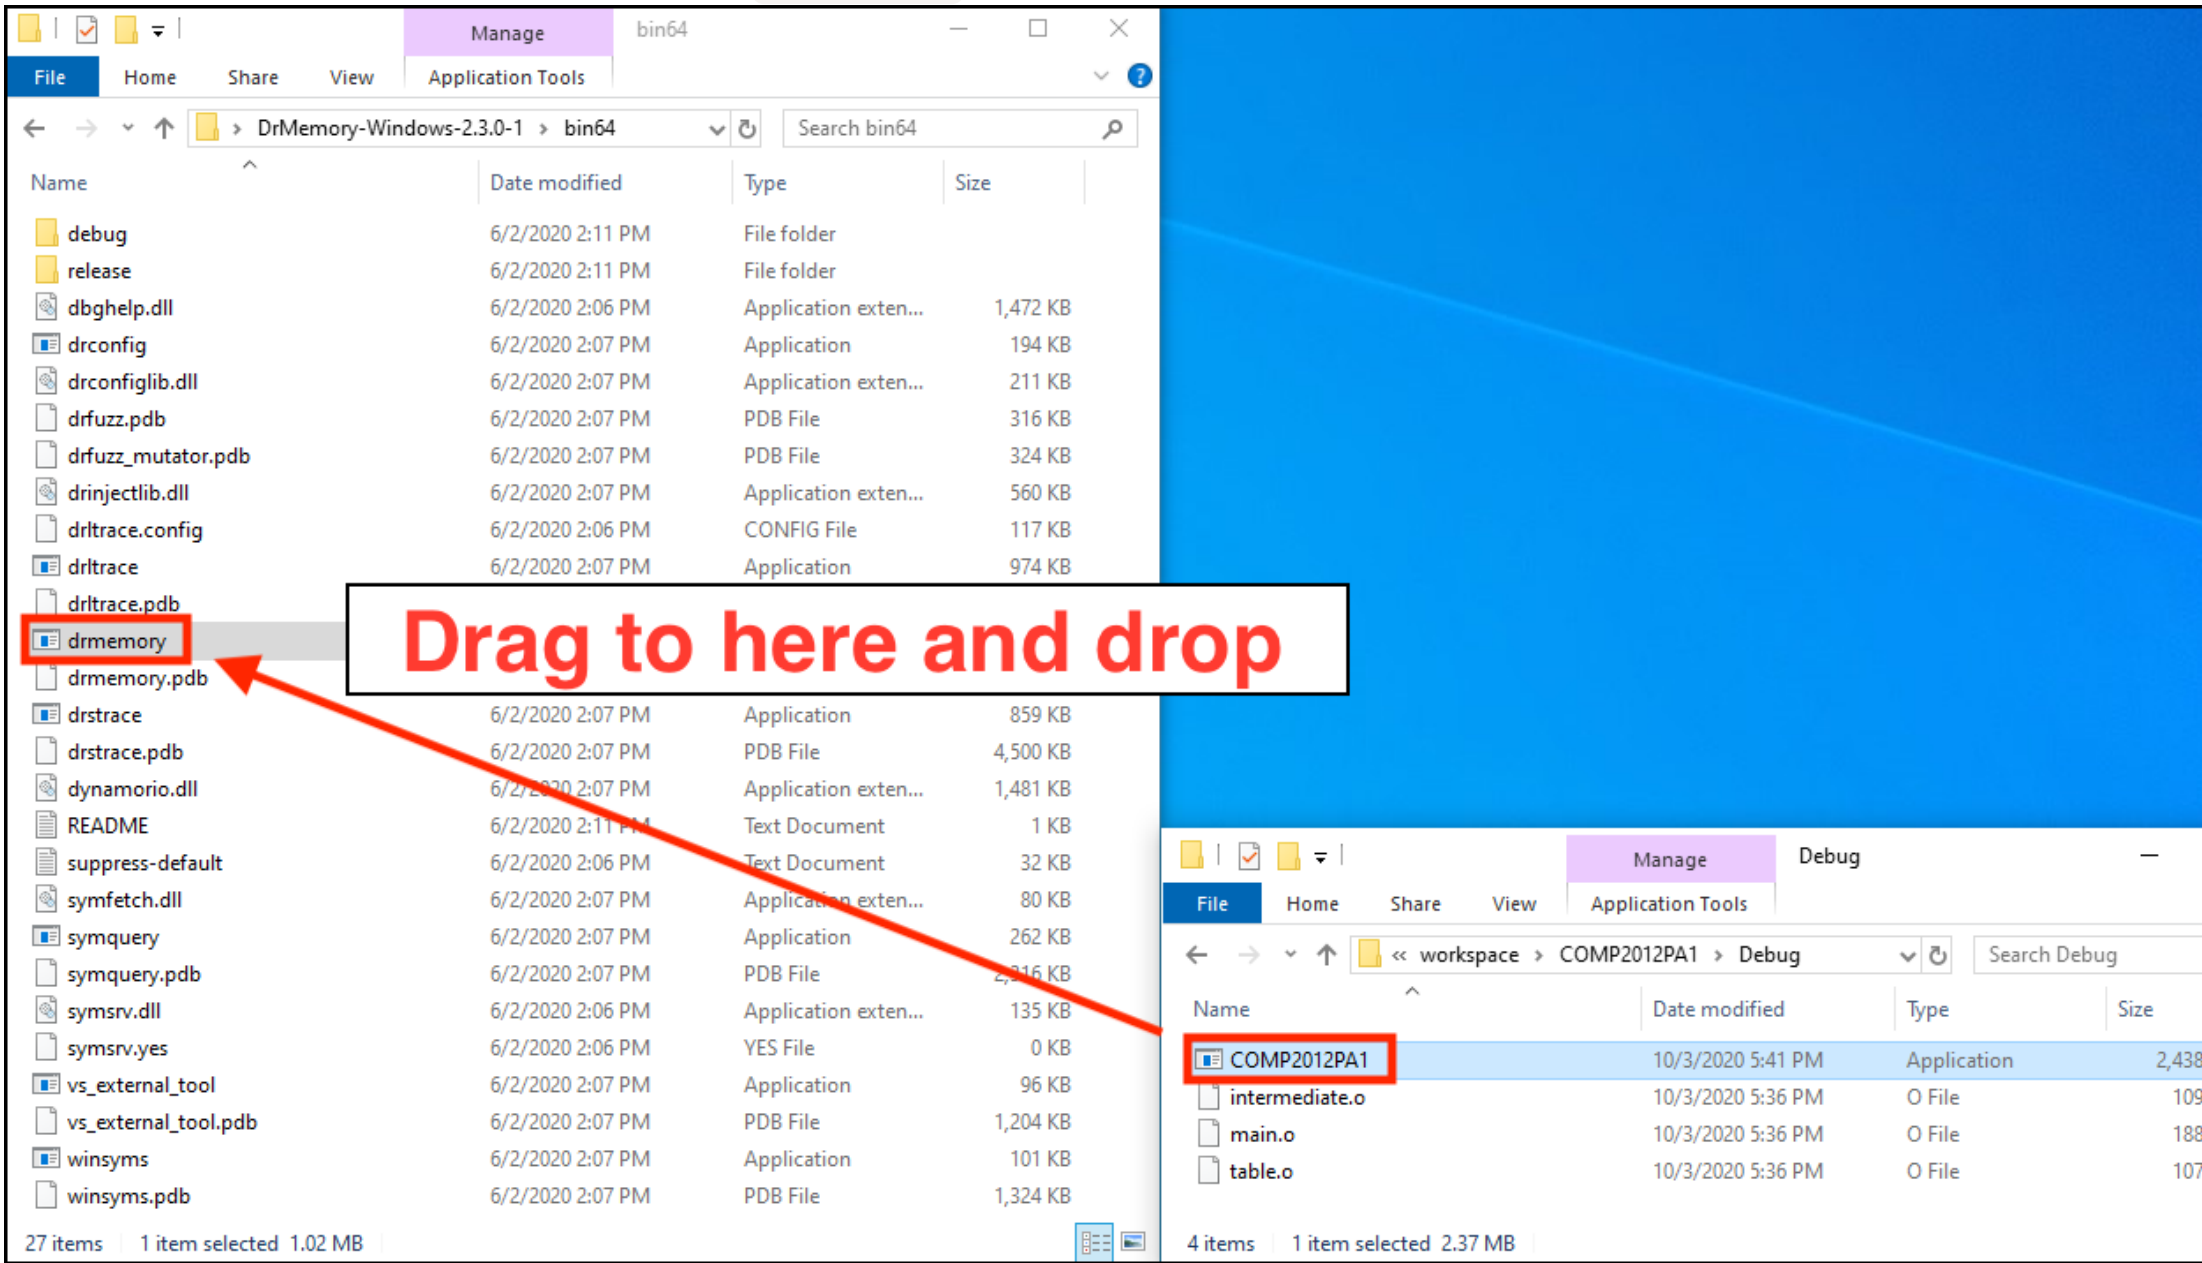 Manage bin64
File Home Share View Application Tools
DrMemory-Windows-2.3.0-1 > bin64 Search bin64
Name Date modified Type Size
debug 6/2/2020 2:11 PM File folder
release 6/2/2020 2:11 PM File folder
dbghelp.dll 6/2/2020 2:06 PM Application exten... 1,472 KB
drconfig 6/2/2020 2:07 PM Application 194 KB
drconfiglib.dll 6/2/2020 2:07 PM Application exten... 211 KB
drfuzz.pdb 6/2/2020 2:07 PM PDB File 316 KB
drfuzz_mutator.pdb 6/2/2020 2:07 PM PDB File 324 KB
drinjectlib.dll 6/2/2020 2:07 PM Application exten... 560 KB
drltrace.config 6/2/2020 2:06 PM CONFIG File 117 KB
drltrace 6/2/2020 2:07 PM Application 974 KB
drltrace.pdb
drmemory
Drag to here and drop
drmemory.pdb
drstrace 6/2/2020 2:07 PM Application 859 KB
drstrace.pdb 6/2/2020 2:07 PM PDB File 4,500 KB
dynamorio.dll 6/2/2020 2:07 PM Application exten... 1,481 KB
README 6/2/2020 2:11 PM Text Document 1 KB
suppress-default 6/2/2020 2:06 PM Text Document 32 KB
symfetch.dll 6/2/2020 2:07 PM Application exten... 80 KB
symquery 6/2/2020 2:07 PM Application 262 KB
symquery.pdb 6/2/2020 2:07 PM PDB File 2,316 KB
symsrv.dll 6/2/2020 2:06 PM Application exten... 135 KB
symsrv.yes 6/2/2020 2:06 PM YES File 0 KB
vs_external_tool 6/2/2020 2:07 PM Application 96 KB
vs_external_tool.pdb 6/2/2020 2:07 PM PDB File 1,204 KB
winsyms 6/2/2020 2:07 PM Application 101 KB
winsyms.pdb 6/2/2020 2:07 PM PDB File 1,324 KB
27 items 1 item selected 1.02 MB
Manage Debug
File Home Share View Application Tools
« workspace > COMP2012PA1 > Debug Search Debug
Name Date modified Type Size
COMP2012PA1 10/3/2020 5:41 PM Application 2,438
intermediate.o 10/3/2020 5:36 PM O File 109
main.o 10/3/2020 5:36 PM O File 188
table.o 10/3/2020 5:36 PM O File 107
4 items 1 item selected 2.37 MB